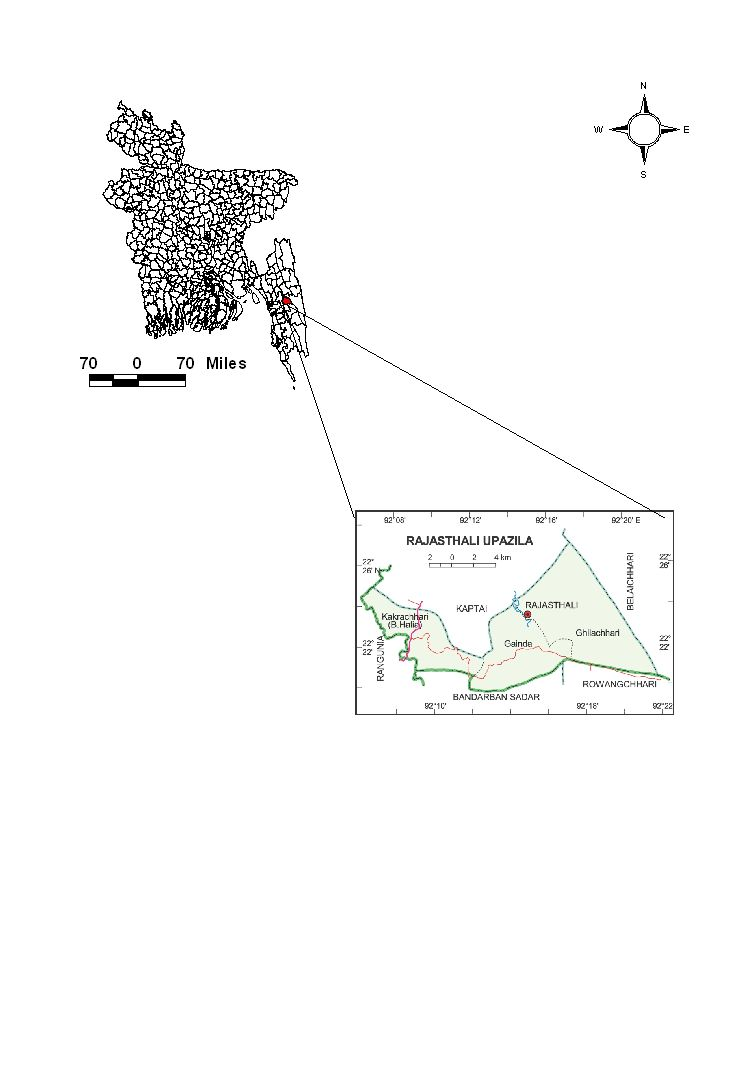 N
W E
S
70 0 70 Miles
92°08' 92°12' 92°16' 92°20' E
RAJASTHALI UPAZILA
2 0 2 4 km
22°
26' N
22°
26'
BELAICHHARI
KAPTAI
RAJASTHALI
Kakrachhari
(B.Halia)
Ghilachhari
Gainda
22°
22'
22°
22'
RANGUNIA
ROWANGCHHARI
BANDARBAN SADAR
92°10' 92°18' 92°22'